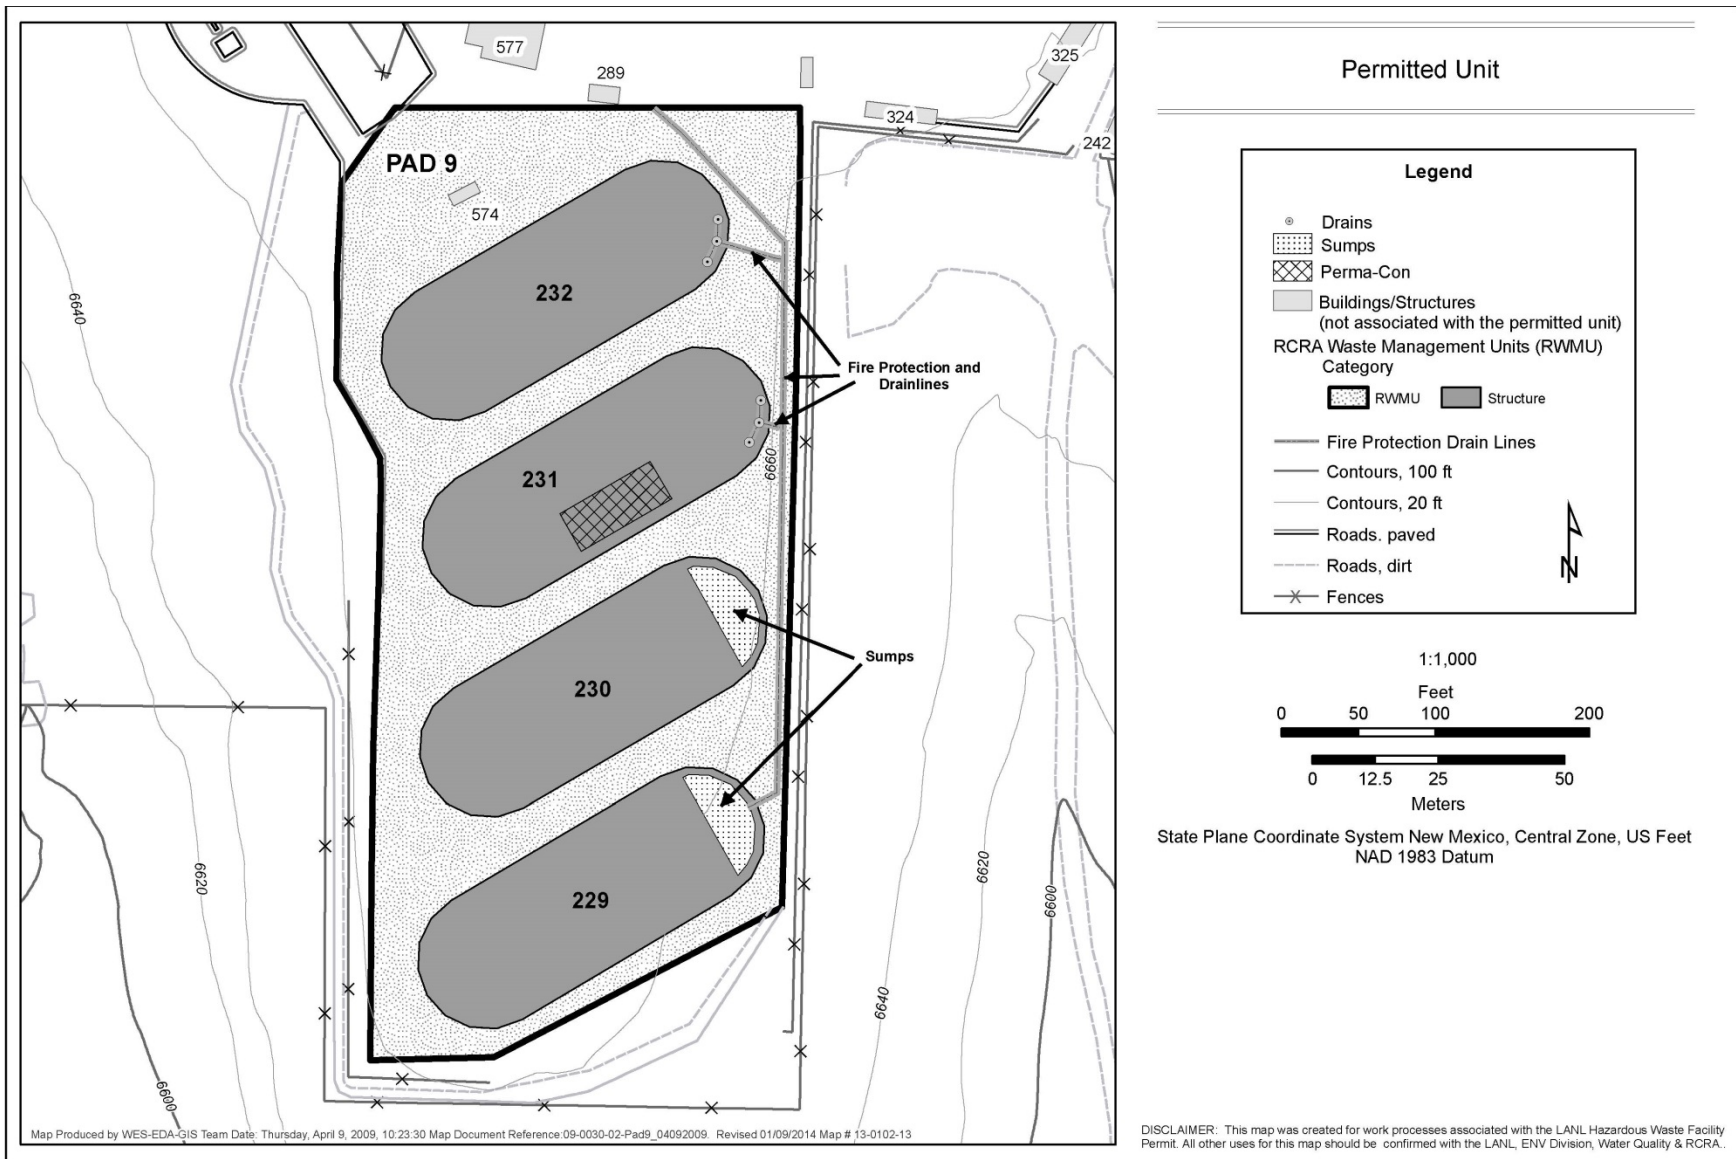 577
289
325
324
242
PAD 9
574
232
6640
Fire Protection and
Drainlines
231
6660
Sumps
230
229
6620
6620
6600
6640
6600
Map Produced by WES-EDA-GIS Team Date: Thursday, April 9, 2009, 10:23:30 Map Document Reference:09-0030-02-Pad9_04092009. Revised 01/09/2014 Map # 13-0102-13
Permitted Unit
Legend
Drains
Sumps
Perma-Con
Buildings/Structures
(not associated with the permitted unit)
RCRA Waste Management Units (RWMU)
Category
RWMU Structure
Fire Protection Drain Lines
Contours, 100 ft
Contours, 20 ft
Roads. paved
Roads, dirt
Fences
N
1:1,000
Feet
0 50 100 200
0 12.5 25 50
Meters
State Plane Coordinate System New Mexico, Central Zone, US Feet
NAD 1983 Datum
DISCLAIMER: This map was created for work processes associated with the LANL Hazardous Waste Facility
Permit. All other uses for this map should be confirmed with the LANL, ENV Division, Water Quality & RCRA..